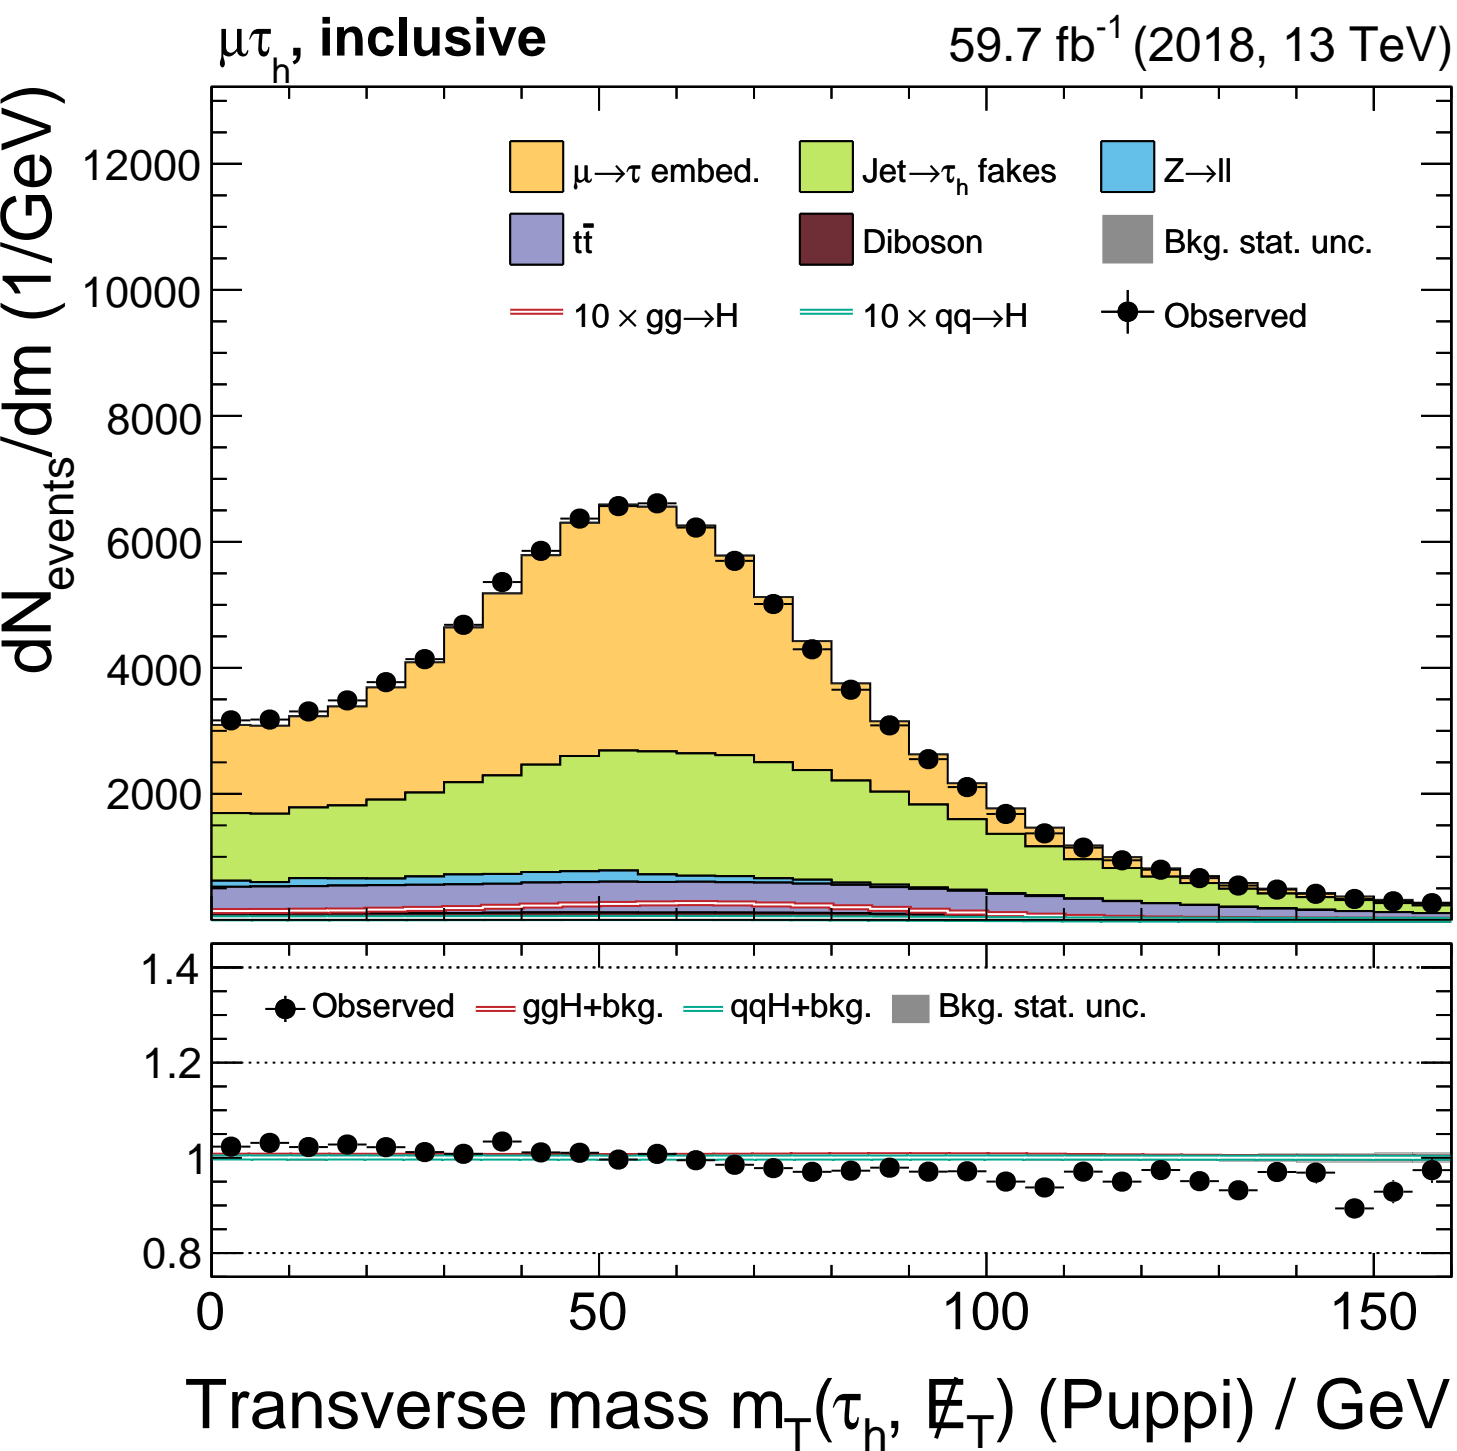 μτh, inclusive
59.7 fb-1 (2018, 13 TeV)
dNevents/dm (1/GeV)
12000
10000
8000
6000
4000
2000
μ→τ embed.
Jet→τh fakes
Z→ll
tt̄
Diboson
Bkg. stat. unc.
10 × gg→H
10 × qq→H
Observed
1.4
1.2
1
0.8
Observed
ggH+bkg.
qqH+bkg.
Bkg. stat. unc.
0
50
100
150
Transverse mass mT(τh, E̸T) (Puppi) / GeV